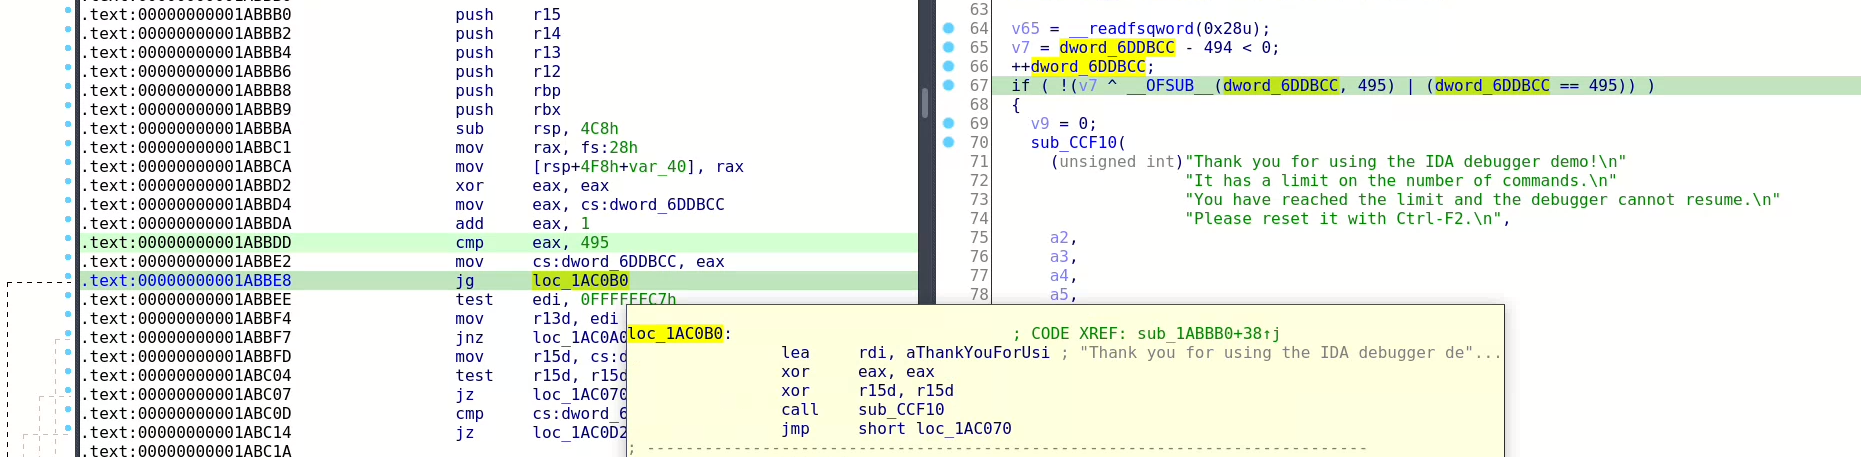 .text:00000000001ABBB0 push r15
.text:00000000001ABBB2 push r14
.text:00000000001ABBB4 push r13
.text:00000000001ABBB6 push r12
.text:00000000001ABBB8 push rbp
.text:00000000001ABBB9 push rbx
.text:00000000001ABBBA sub rsp, 4C8h
.text:00000000001ABBC1 mov rax, fs:28h
.text:00000000001ABBCA mov [rsp+4F8h+var_40], rax
.text:00000000001ABBD2 xor eax, eax
.text:00000000001ABBD4 mov eax, cs:dword_6DDBCC
.text:00000000001ABBDA add eax, 1
.text:00000000001ABBDD cmp eax, 495
.text:00000000001ABBE2 mov cs:dword_6DDBCC, eax
.text:00000000001ABBE8 jg loc_1AC0B0
.text:00000000001ABBEE test edi, 0FFFFFFC7h
.text:00000000001ABBF4 mov r13d, edi
.text:00000000001ABBF7 jnz loc_1AC0A0
.text:00000000001ABBFD mov r15d, cs:d
.text:00000000001ABC04 test r15d, r15d
.text:00000000001ABC07 jz loc_1AC070
.text:00000000001ABC0D cmp cs:dword_6
.text:00000000001ABC14 jz loc_1AC0D2
.text:00000000001ABC1A
63
64 v65 = __readfsqword(0x28u);
65 v7 = dword_6DDBCC - 494 < 0;
66 ++dword_6DDBCC;
67 if ( !(v7 ^ __OFSUB__(dword_6DDBCC, 495) | (dword_6DDBCC == 495)) )
68 {
69 v9 = 0;
70 sub_CCF10(
71 (unsigned int)"Thank you for using the IDA debugger demo!\n"
72 "It has a limit on the number of commands.\n"
73 "You have reached the limit and the debugger cannot resume.\n"
74 "Please reset it with Ctrl-F2.\n",
75 a2,
76 a3,
77 a4,
78 a5,
loc_1AC0B0: ; CODE XREF: sub_1ABBB0+38↑j
lea rdi, aThankYouForUsi ; "Thank you for using the IDA debugger de"...
xor eax, eax
xor r15d, r15d
call sub_CCF10
jmp short loc_1AC070
; ---------------------------------------------------------------------------